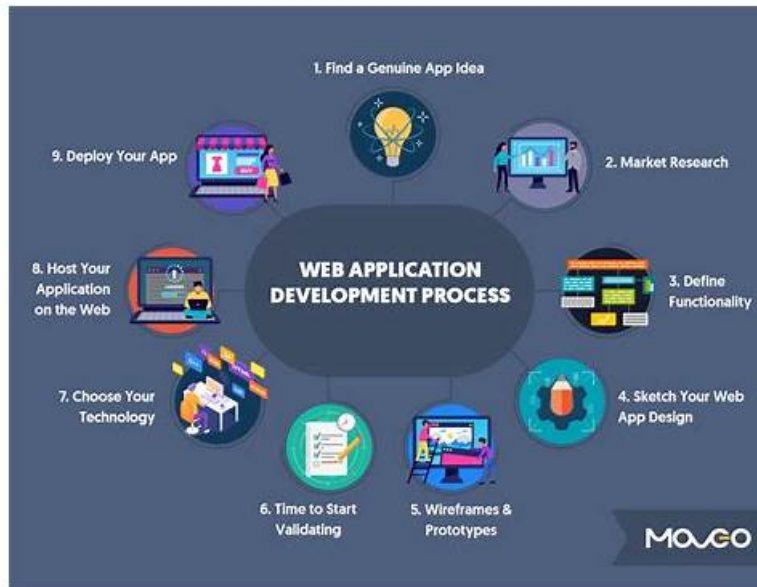 1. Find a Genuine App Idea
2. Market Research
3. Define
Functionality
4. Sketch Your Web
App Design
5. Wireframes &
Prototypes
6. Time to Start
Validating
7. Choose Your
Technology
8. Host Your
Application
on the Web
9. Deploy Your App
WEB APPLICATION
DEVELOPMENT PROCESS